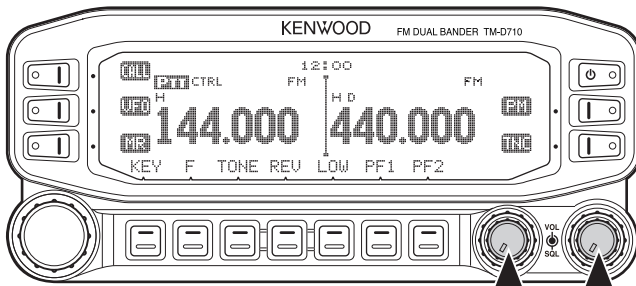 KENWOOD FM DUAL BANDER TM-D710
12:00
CALL PTT CTRL FM FM
H H D
VFO 144.000 440.000 PM
MR TNC
KEY F TONE REV LOW PF1 PF2
VOL
SQL